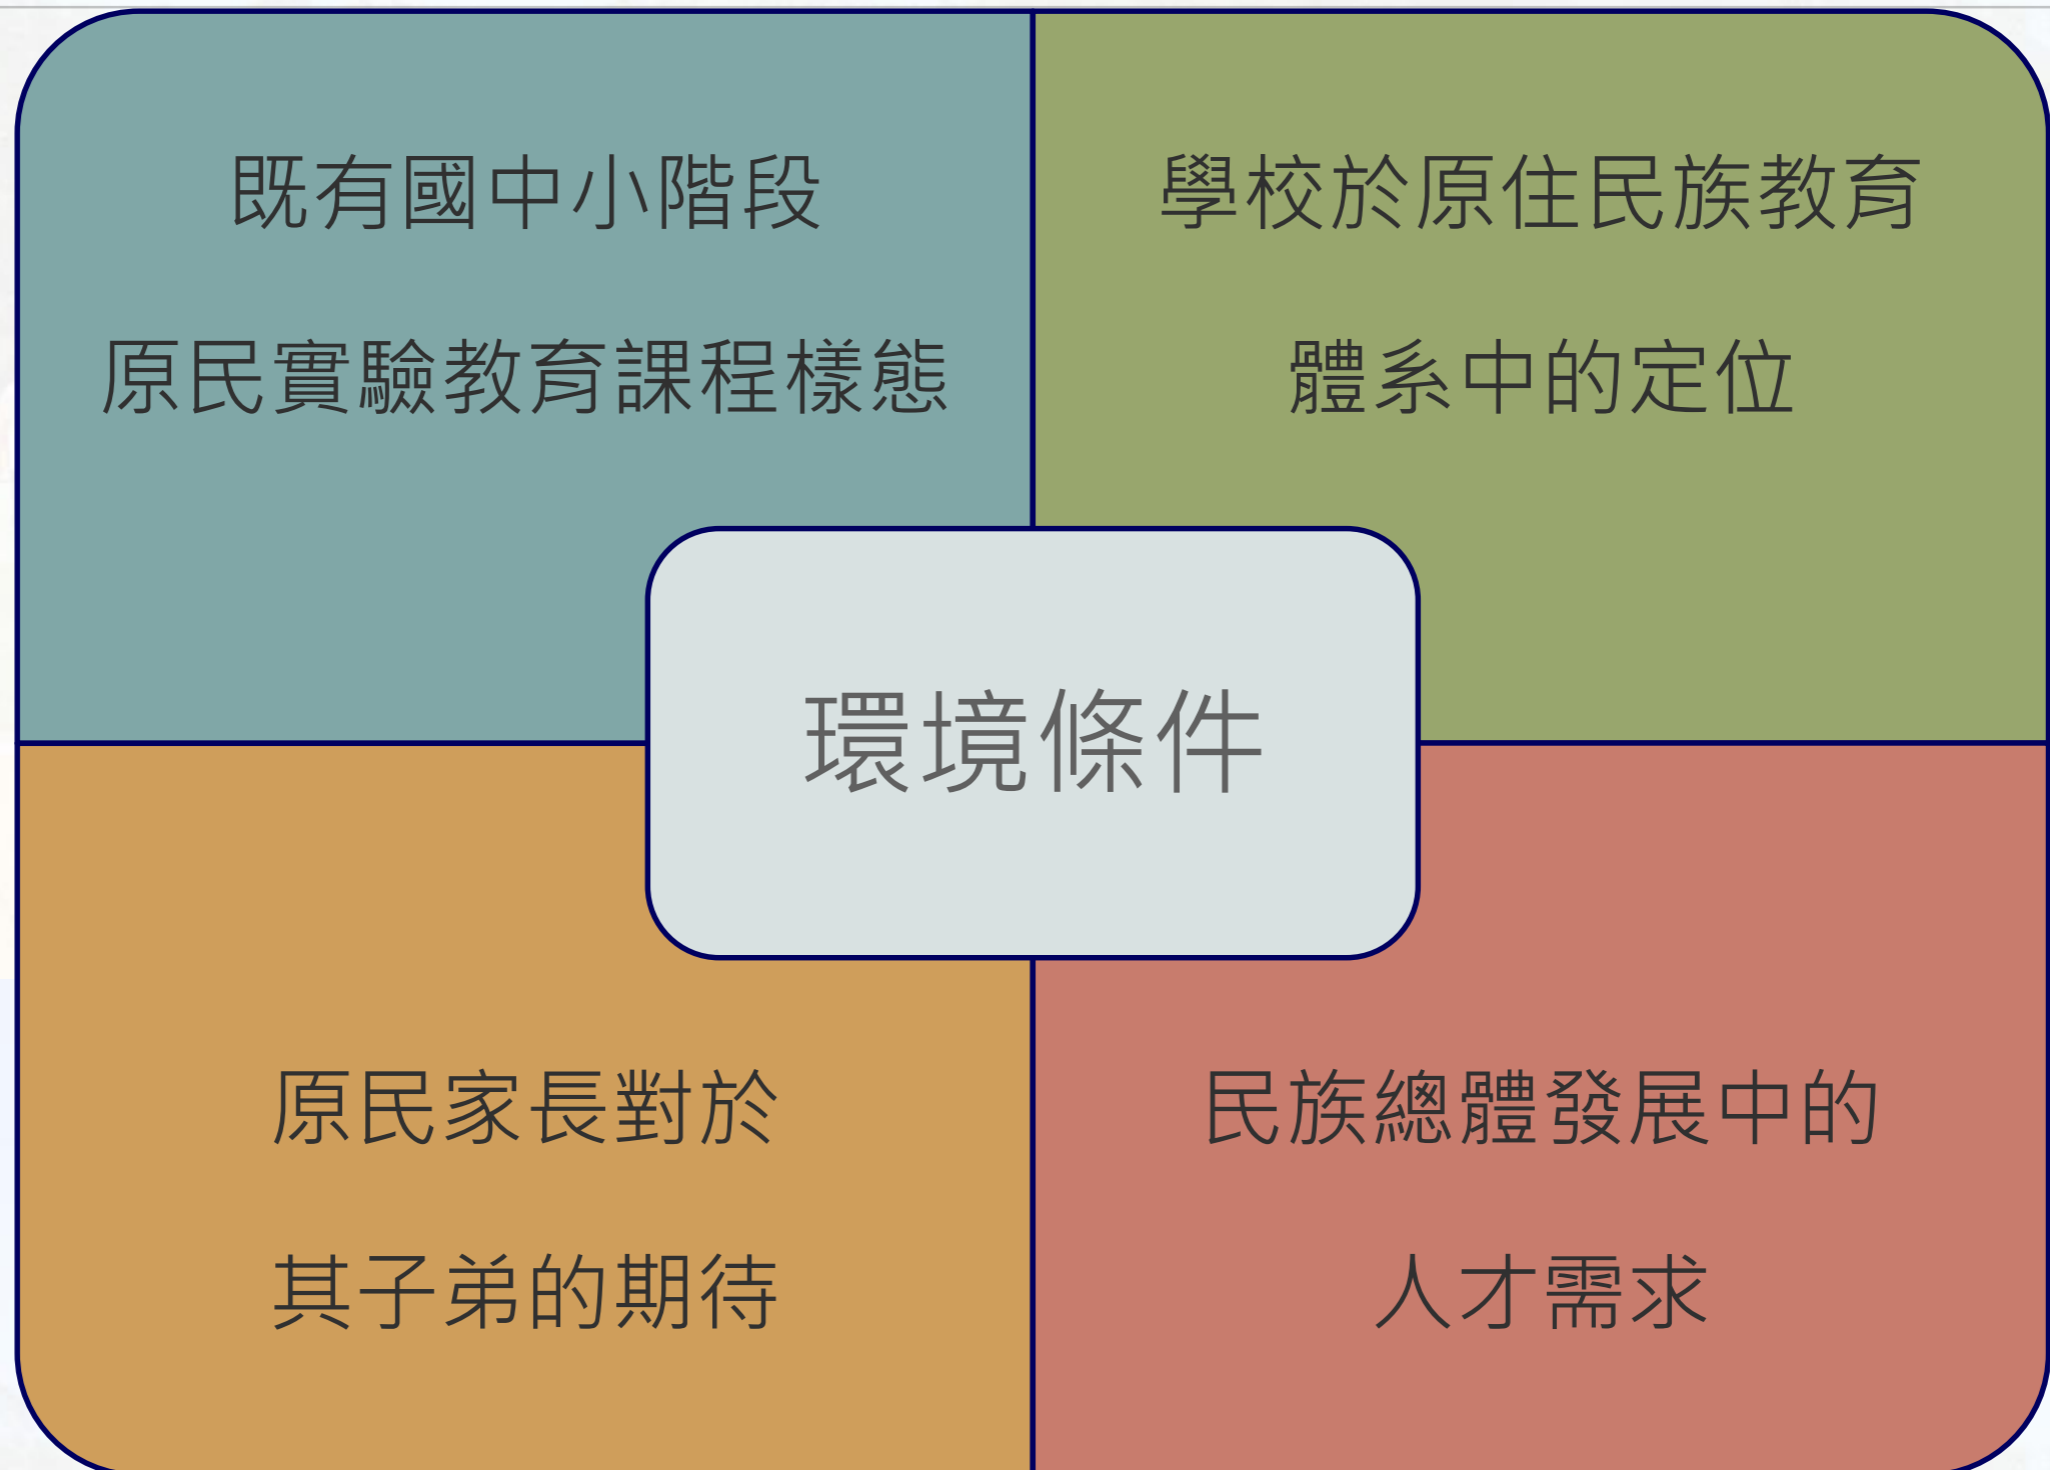 既有國中小階段
原民實驗教育課程樣態
學校於原住民族教育
體系中的定位
環境條件
原民家長對於
其子弟的期待
民族總體發展中的
人才需求